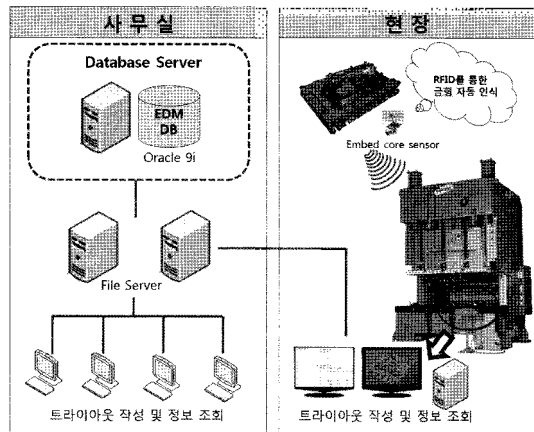 사 무 실
Database Server
EDM
DB
Oracle 9i
File Server
트라이아웃 작성 및 정보 조회
현 장
RFID를 통한
금형 자동 인식
Embed core sensor
트라이아웃 작성 및 정보 조회